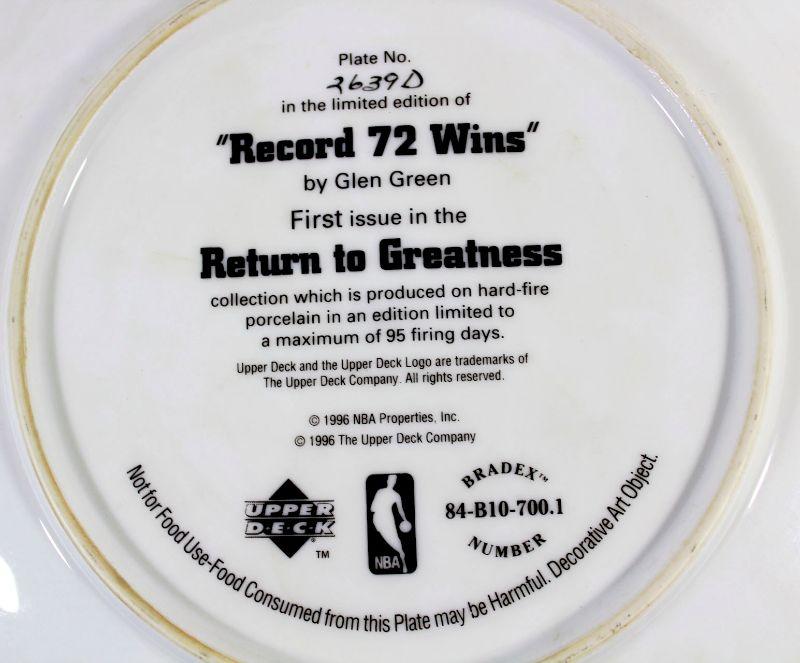 Plate No.
2639D
in the limited edition of
"Record 72 Wins"
by Glen Green
First issue in the
Return to Greatness
collection which is produced on hard-fire
porcelain in an edition limited to
a maximum of 95 firing days.
Upper Deck and the Upper Deck Logo are trademarks of
The Upper Deck Company. All rights reserved.
© 1996 NBA Properties, Inc.
© 1996 The Upper Deck Company
UPPER
D·E·C·K
TM
NBA
BRADEX™
84-B10-700.1
NUMBER
Not for Food Use-Food Consumed from this Plate may be Harmful. Decorative Art Object.